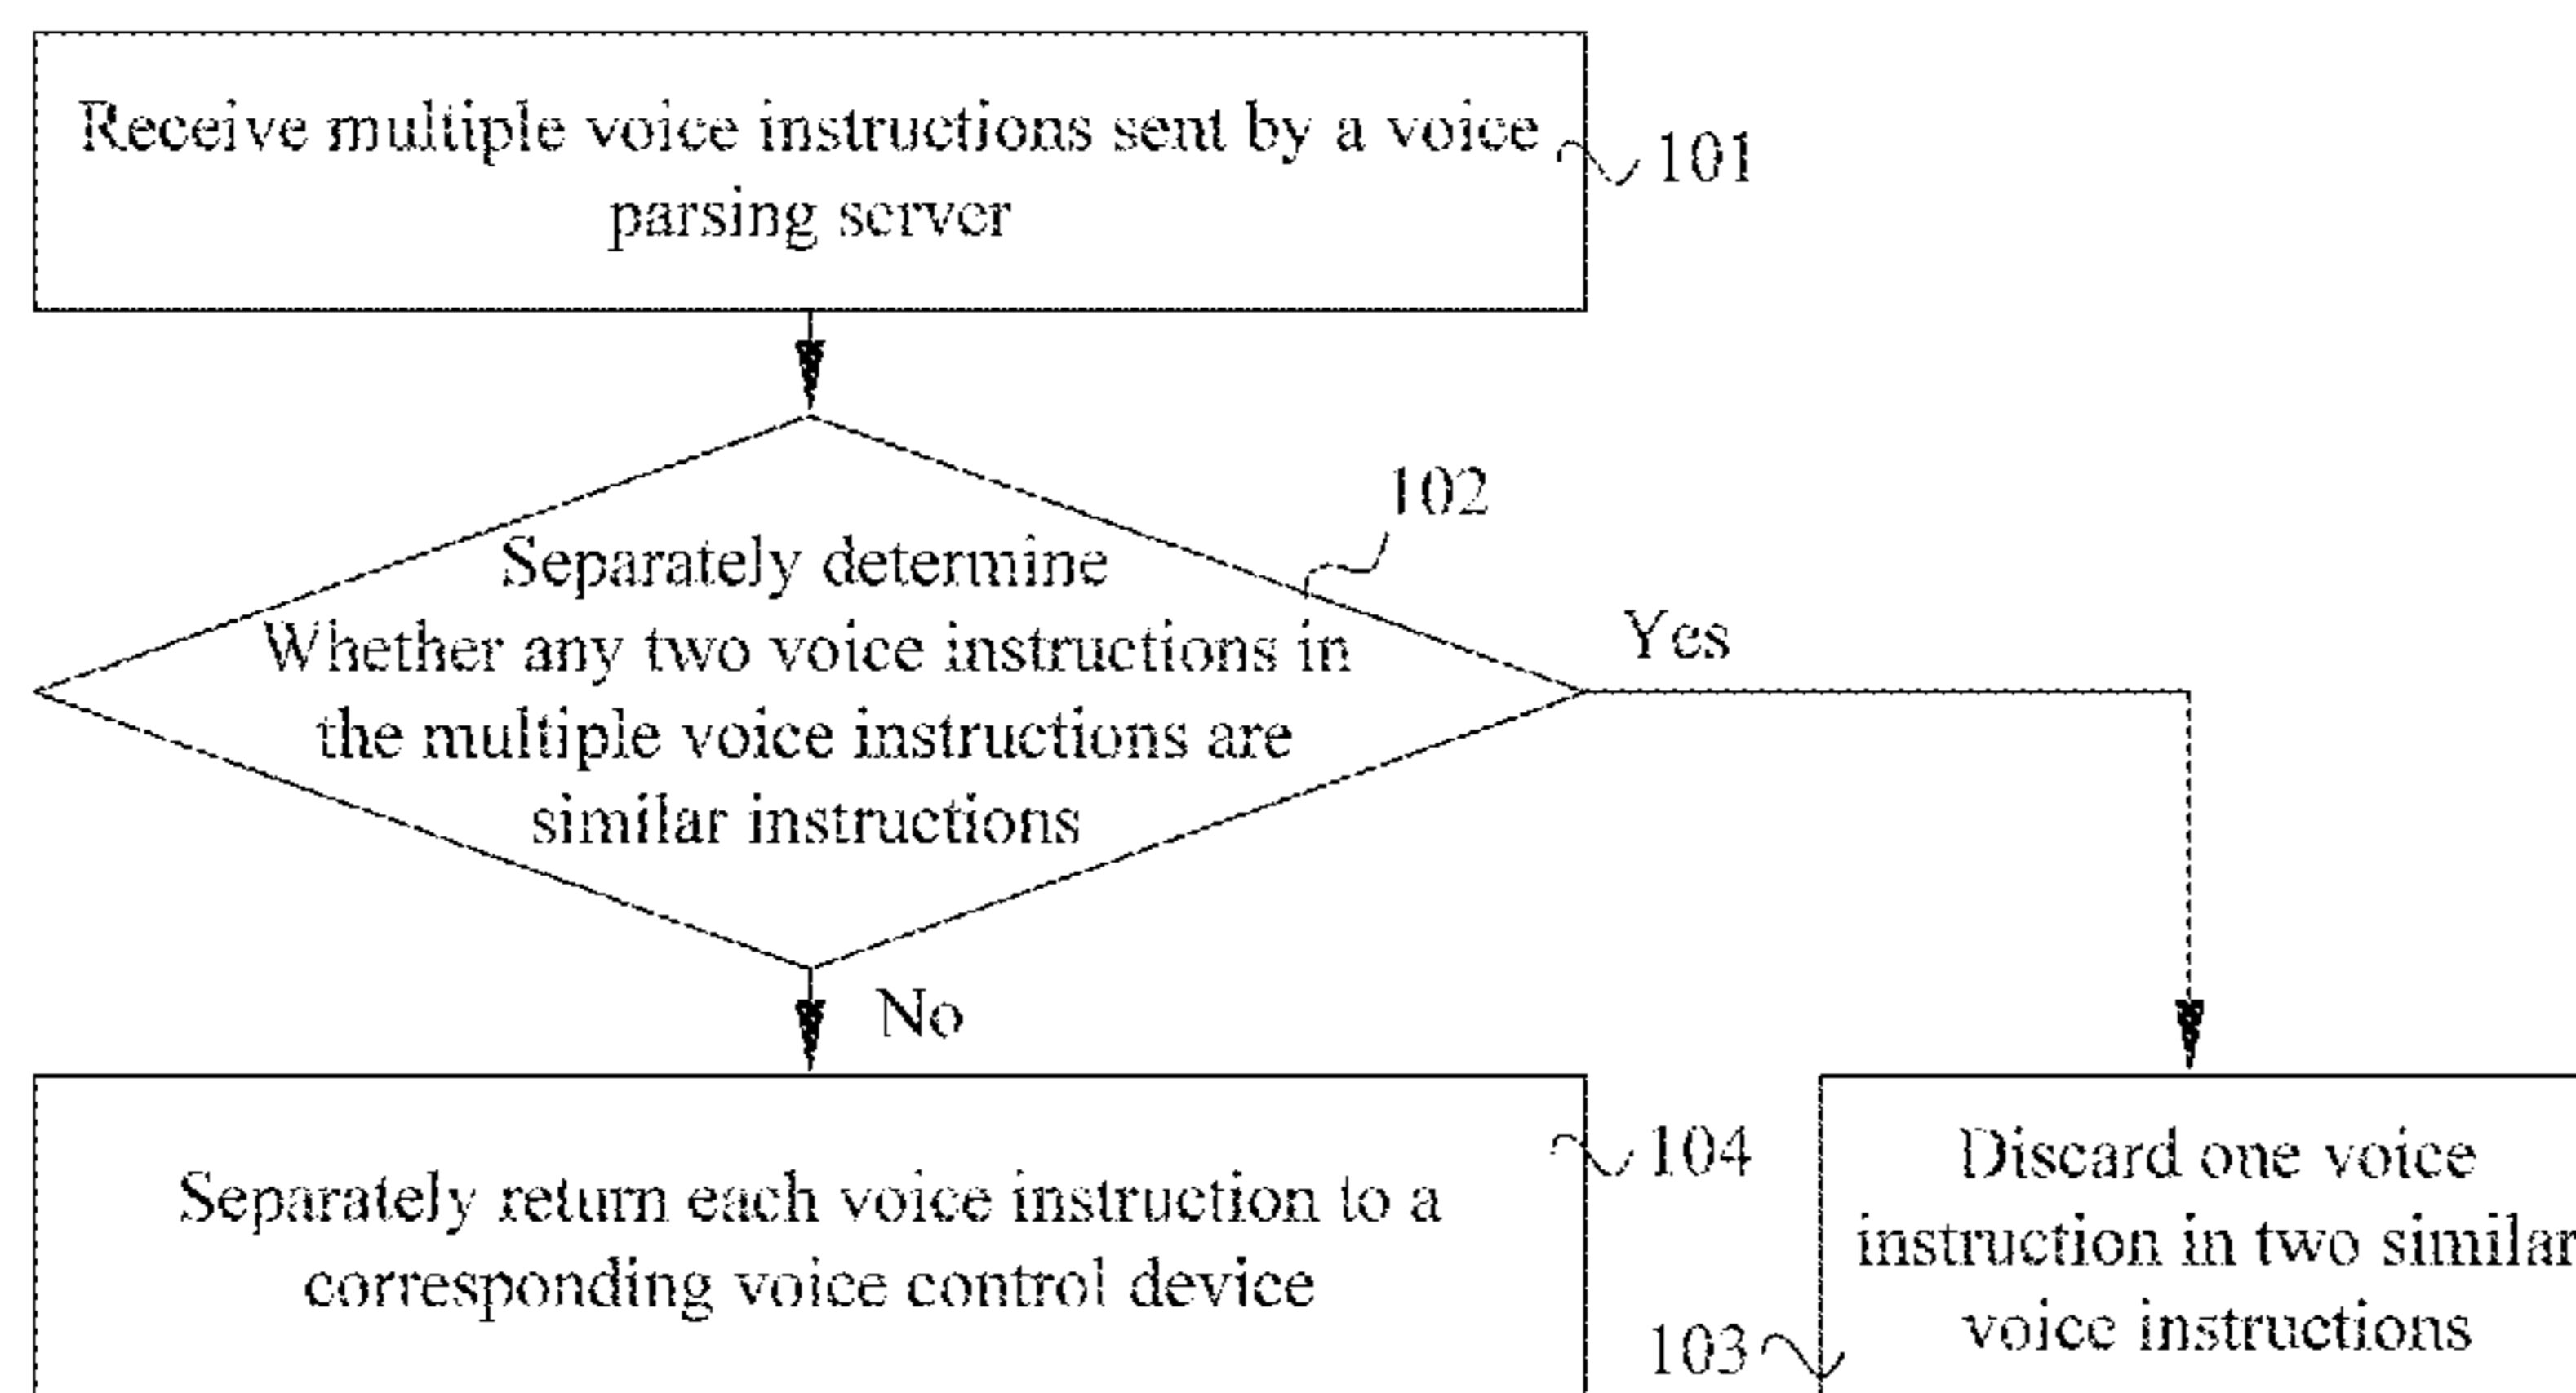 Receive multiple voice instructions sent by a voice
parsing server
101
102
Separately determine
Whether any two voice instructions in
the multiple voice instructions are
similar instructions
Yes
No
Separately return each voice instruction to a
corresponding voice control device
104
Discard one voice
instruction in two similar
voice instructions
103